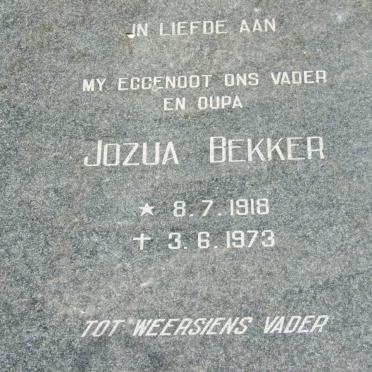 IN LIEFDE AAN
MY EGGENOOT ONS VADER
EN OUPA
JOZUA BEKKER
★ 8.7.1918
✝ 3.6.1973
TOT WEERSIENS VADER